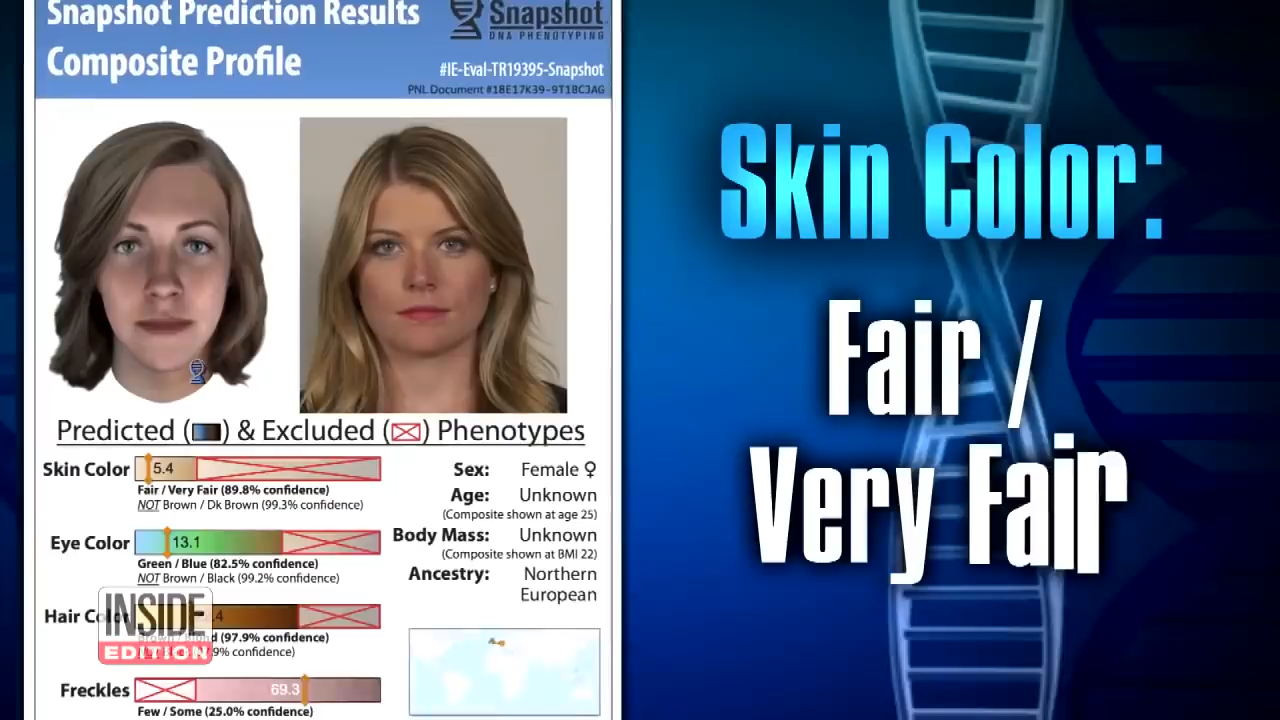 Snapshot Prediction Results
Composite Profile
Snapshot
DNA PHENOTYPING
#IE-Eval-TR19395-Snapshot
PNL Document #18E17K39-9T18C3AG
Predicted ( ) & Excluded ( ) Phenotypes
Skin Color 5.4
Fair / Very Fair (89.8% confidence)
NOT Brown / Dk Brown (99.3% confidence)
Eye Color 13.1
Green / Blue (82.5% confidence)
NOT Brown / Black (99.2% confidence)
Hair Color
Brown / Blond (97.9% confidence)
confidence)
Freckles 69.3
Few / Some (25.0% confidence)
Sex: Female ♀
Age: Unknown
(Composite shown at age 25)
Body Mass: Unknown
(Composite shown at BMI 22)
Ancestry: Northern
European
INSIDE
EDITION
Skin Color:
Fair /
Very Fair